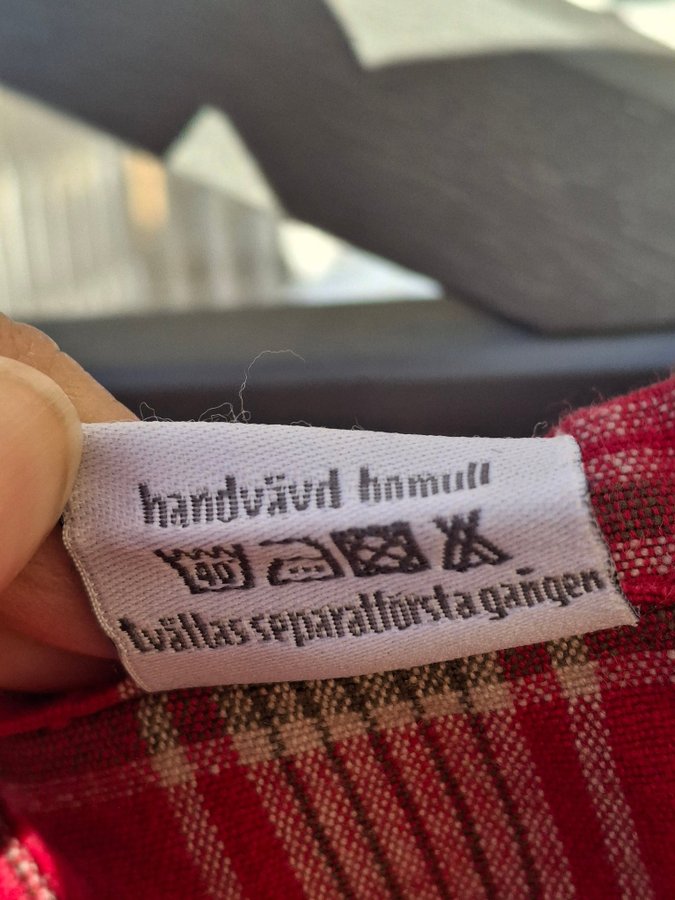 handvävd bomull
tvättas separat första gången